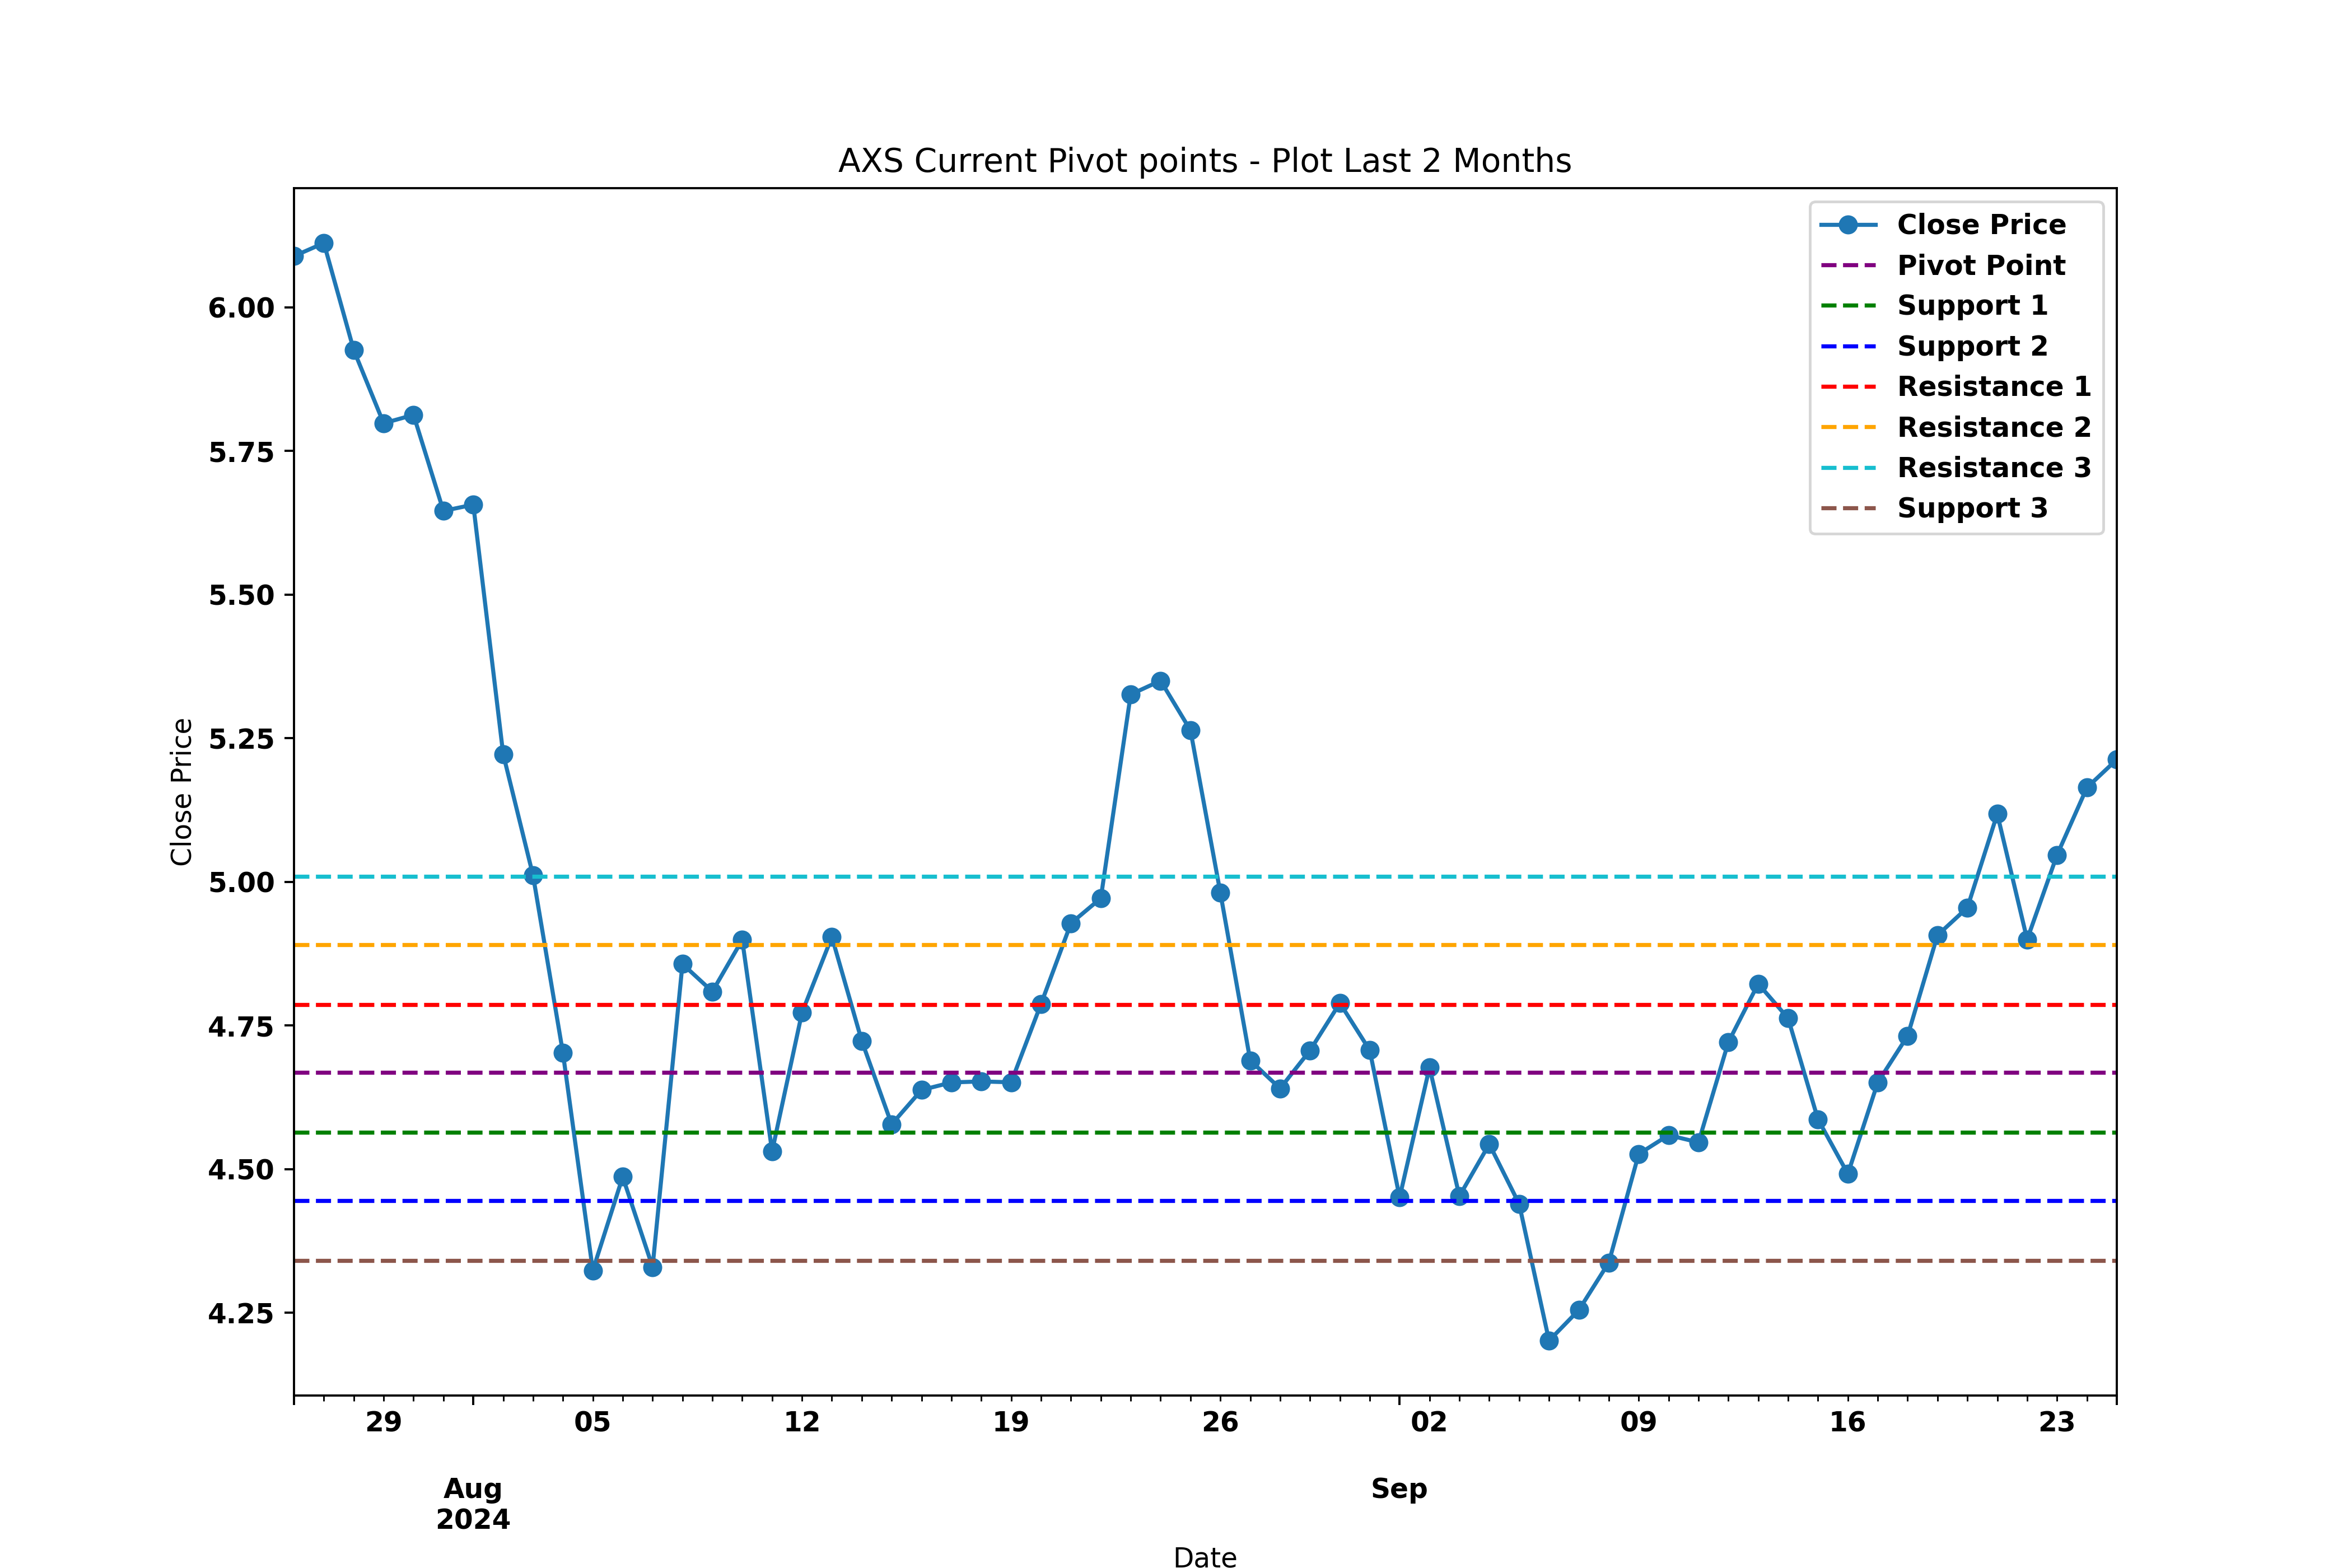 AXS Current Pivot points - Plot Last 2 Months
Close Price
Pivot Point
Support 1
Support 2
Resistance 1
Resistance 2
Resistance 3
Support 3
6.00
5.75
5.50
5.25
5.00
4.75
4.50
4.25
Close Price
29 05 12 19 26 02 09 16 23
Aug Sep
2024
Date